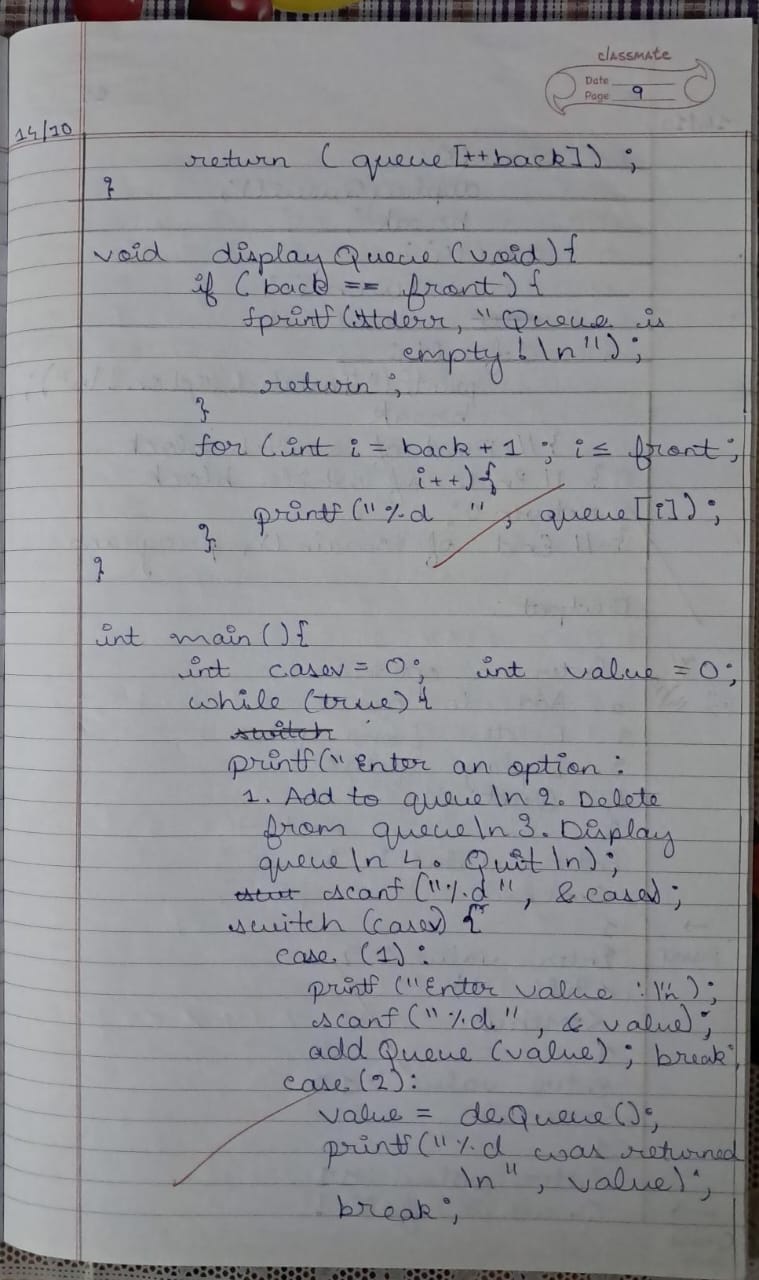 classmate
Date
Page 9
14/10
return (queue[++back]);
}
void displayQueue(void){
if (back == front){
fprintf(stderr, "Queue is
empty!\n");
return;
}
for (int i = back + 1; i ≤ front;
i++){
printf("%d ", queue[i]);
}
}
int main(){
int casev = 0; int value = 0;
while (true){
switch
printf("Enter an option:
1. Add to queue\n 2. Delete
from queue\n 3. Display
queue\n 4. Quit\n);
scanf("%d", &casev);
switch (casev) {
case (1):
printf ("Enter value :\n);
scanf("%d", & value);
addQueue (value); break;
case (2):
value = deQueue();
printf("%d was returned
\n", value);
break;